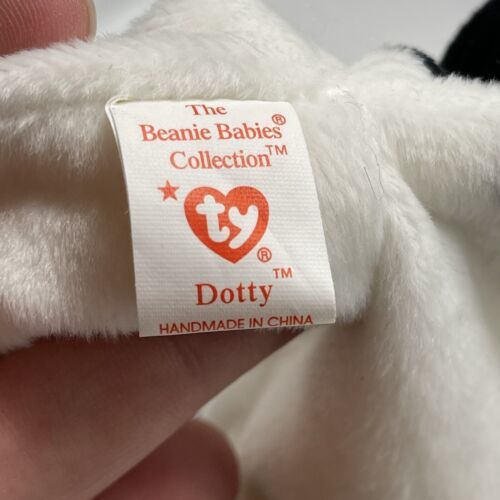 The
Beanie Babies®
Collection™
ty®
Dotty™
HANDMADE IN CHINA